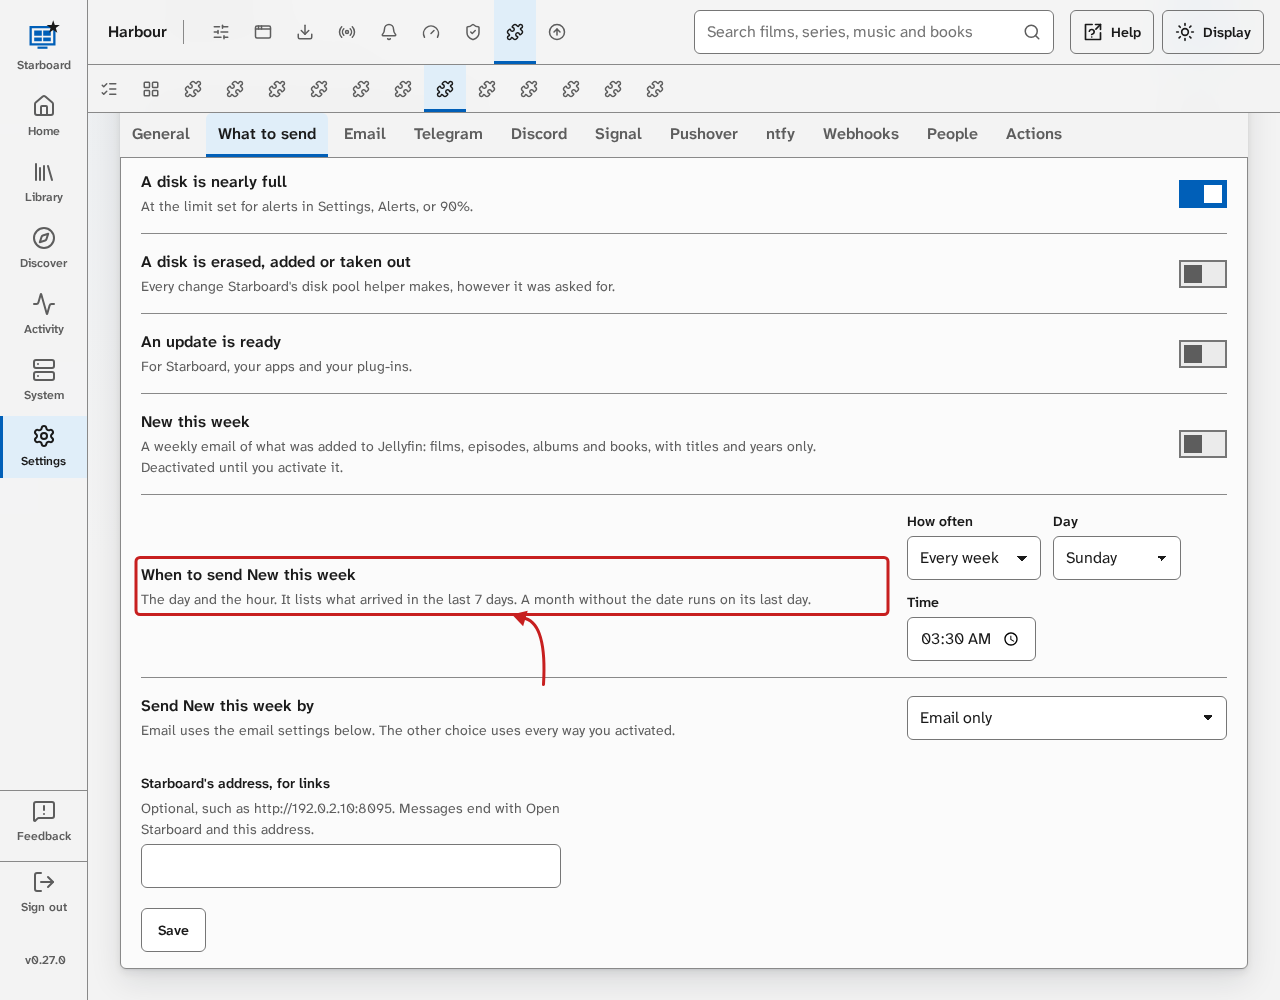 Starboard
Home
Library
Discover
Activity
System
Settings
Feedback
Sign out
v0.27.0
Harbour
Search films, series, music and books
Help
Display
General
What to send
Email
Telegram
Discord
Signal
Pushover
ntfy
Webhooks
People
Actions
A disk is nearly full
At the limit set for alerts in Settings, Alerts, or 90%.
A disk is erased, added or taken out
Every change Starboard's disk pool helper makes, however it was asked for.
An update is ready
For Starboard, your apps and your plug-ins.
New this week
A weekly email of what was added to Jellyfin: films, episodes, albums and books, with titles and years only.
Deactivated until you activate it.
When to send New this week
The day and the hour. It lists what arrived in the last 7 days. A month without the date runs on its last day.
How often
Day
Every week
Sunday
Time
03:30 AM
Send New this week by
Email uses the email settings below. The other choice uses every way you activated.
Email only
Starboard's address, for links
Optional, such as http://192.0.2.10:8095. Messages end with Open
Starboard and this address.
Save